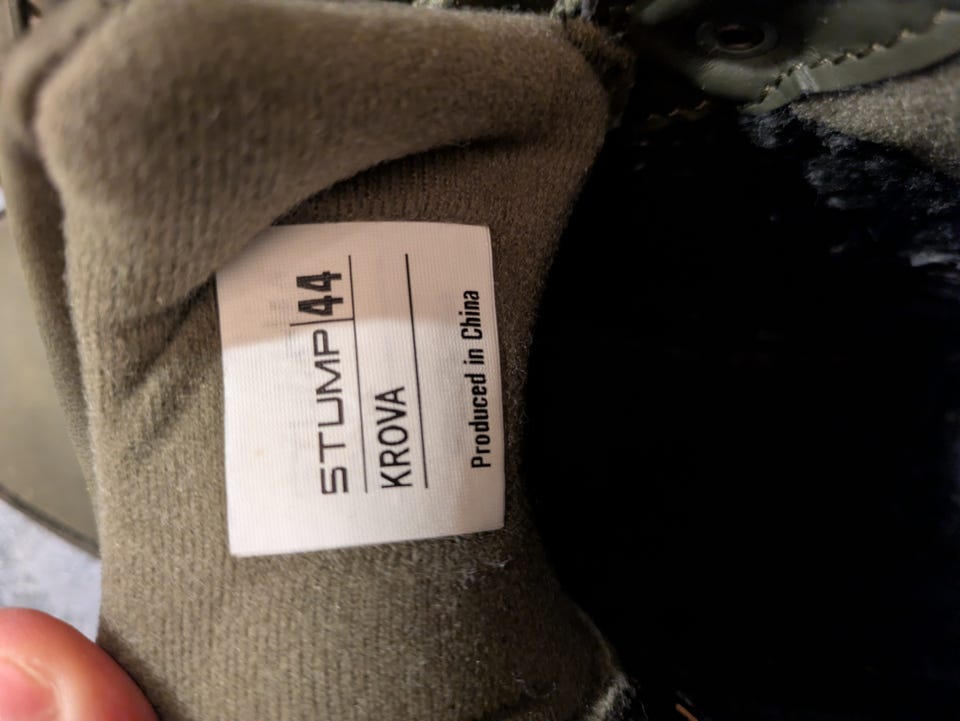 STUMP 44
KROVA
Produced in China